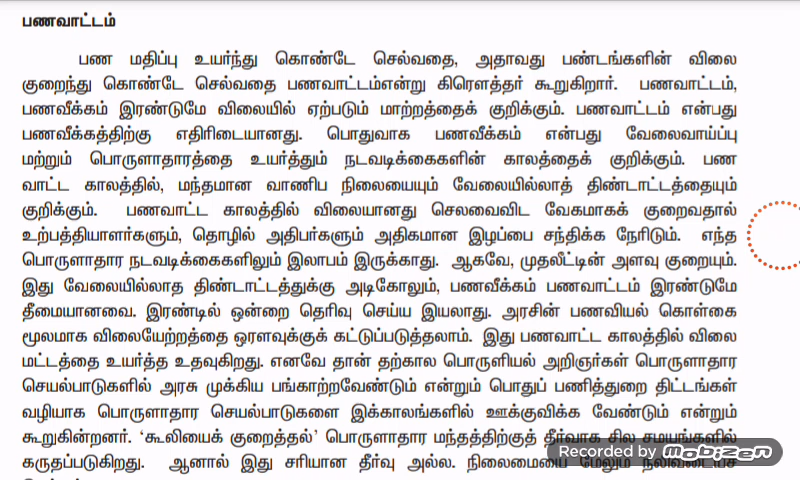 பணவாட்டம்
பண மதிப்பு உயர்ந்து கொண்டே செல்வதை, அதாவது பண்டங்களின் விலை
குறைந்து கொண்டே செல்வதை பணவாட்டம்என்று கிரௌத்தர் கூறுகிறார். பணவாட்டம்,
பணவீக்கம் இரண்டுமே விலையில் ஏற்படும் மாற்றத்தைக் குறிக்கும். பணவாட்டம் என்பது
பணவீக்கத்திற்கு எதிரிடையானது. பொதுவாக பணவீக்கம் என்பது வேலைவாய்ப்பு
மற்றும் பொருளாதாரத்தை உயர்த்தும் நடவடிக்கைகளின் காலத்தைக் குறிக்கும். பண
வாட்ட காலத்தில், மந்தமான வாணிப நிலையையும் வேலையில்லாத் திண்டாட்டத்தையும்
குறிக்கும். பணவாட்ட காலத்தில் விலையானது செலவைவிட வேகமாகக் குறைவதால்
உற்பத்தியாளர்களும், தொழில் அதிபர்களும் அதிகமான இழப்பை சந்திக்க நேரிடும். எந்த
பொருளாதார நடவடிக்கைகளிலும் இலாபம் இருக்காது. ஆகவே, முதலீட்டின் அளவு குறையும்.
இது வேலையில்லாத திண்டாட்டத்துக்கு அடிகோலும், பணவீக்கம் பணவாட்டம் இரண்டுமே
தீமையானவை. இரண்டில் ஒன்றை தெரிவு செய்ய இயலாது. அரசின் பணவியல் கொள்கை
மூலமாக விலையேற்றத்தை ஓரளவுக்குக் கட்டுப்படுத்தலாம். இது பணவாட்ட காலத்தில் விலை
மட்டத்தை உயர்த்த உதவுகிறது. எனவே தான் தற்கால பொருளியல் அறிஞர்கள் பொருளாதார
செயல்பாடுகளில் அரசு முக்கிய பங்காற்றவேண்டும் என்றும் பொதுப் பணித்துறை திட்டங்கள்
வழியாக பொருளாதார செயல்பாடுகளை இக்காலங்களில் ஊக்குவிக்க வேண்டும் என்றும்
கூறுகின்றனர். ‘கூலியைக் குறைத்தல்’ பொருளாதார மந்தத்திற்குத் தீர்வாக சில சமயங்களில்
கருதப்படுகிறது. ஆனால் இது சரியான தீர்வு அல்ல. நிலைமையை மேலும்
Recorded by mobizen